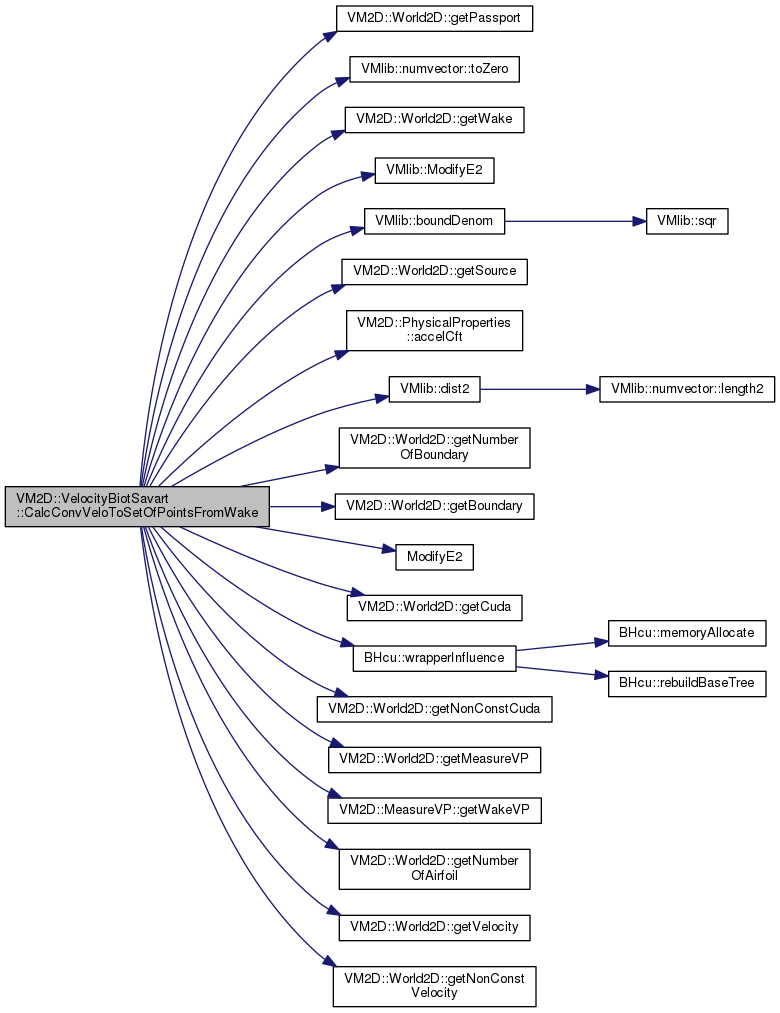 VM2D::World2D::getPassport
VMlib::numvector::toZero
VM2D::World2D::getWake
VMlib::ModifyE2
VMlib::boundDenom
VMlib::sqr
VM2D::World2D::getSource
VM2D::PhysicalProperties
::accelCft
VMlib::dist2
VMlib::numvector::length2
VM2D::World2D::getNumber
OfBoundary
VM2D::VelocityBiotSavart
::CalcConvVeloToSetOfPointsFromWake
VM2D::World2D::getBoundary
ModifyE2
VM2D::World2D::getCuda
BHcu::wrapperInfluence
BHcu::memoryAllocate
BHcu::rebuildBaseTree
VM2D::World2D::getNonConstCuda
VM2D::World2D::getMeasureVP
VM2D::MeasureVP::getWakeVP
VM2D::World2D::getNumber
OfAirfoil
VM2D::World2D::getVelocity
VM2D::World2D::getNonConst
Velocity